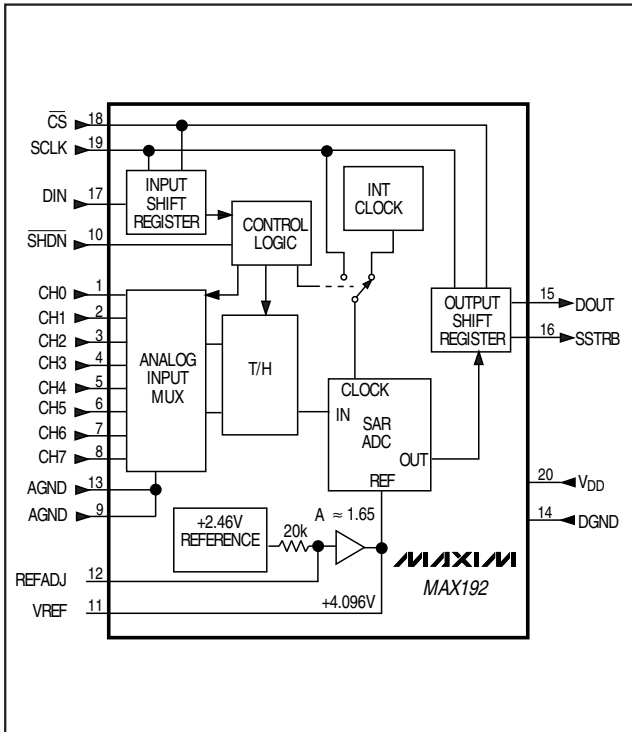 CS 18
SCLK 19
DIN 17
SHDN 10
INPUT
SHIFT
REGISTER
CONTROL
LOGIC
INT
CLOCK
CH0 1
CH1 2
CH2 3
CH3 4
CH4 5
CH5 6
CH6 7
CH7 8
AGND 13
AGND 9
ANALOG
INPUT
MUX
T/H
CLOCK
IN
SAR
ADC
OUT
REF
OUTPUT
SHIFT
REGISTER
15 DOUT
16 SSTRB
20 VDD
14 DGND
+2.46V
REFERENCE
20k
A ≈ 1.65
REFADJ 12
VREF 11
+4.096V
MAXIM
MAX192